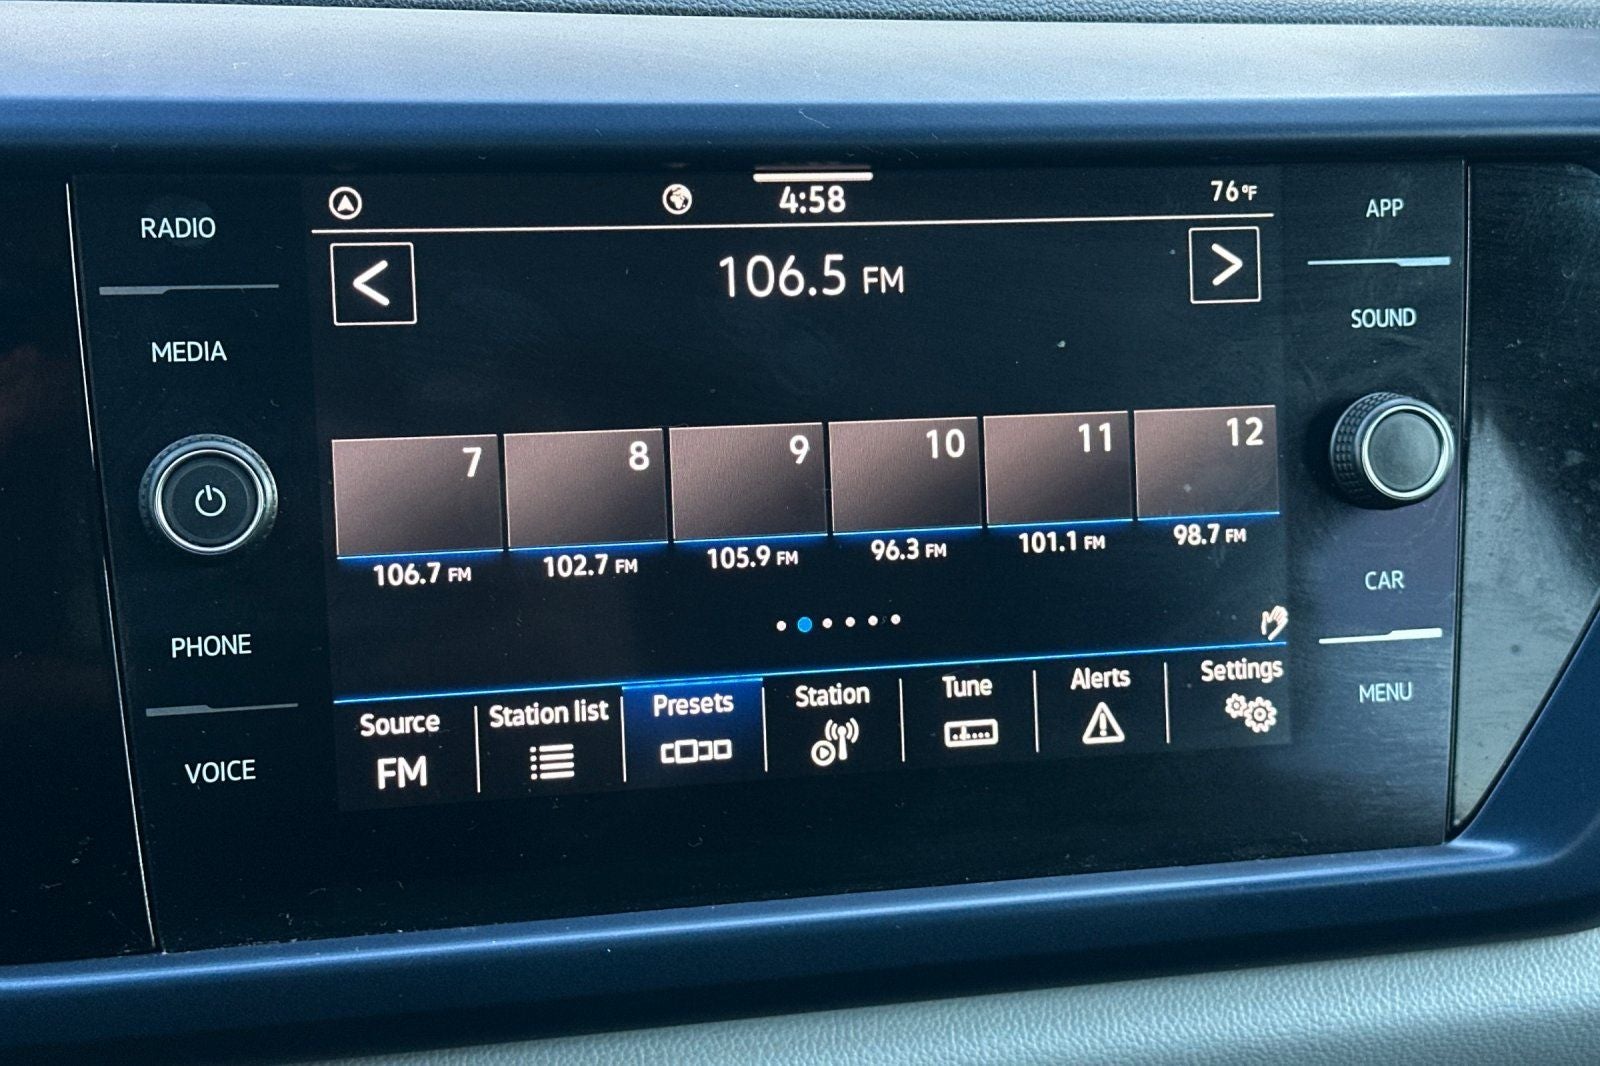 RADIO
MEDIA
PHONE
VOICE
4:58
76°F
< 106.5 FM >
7 8 9 10 11 12
106.7 FM 102.7 FM 105.9 FM 96.3 FM 101.1 FM 98.7 FM
Source Station list Presets Station Tune Alerts Settings
FM
APP
SOUND
CAR
MENU